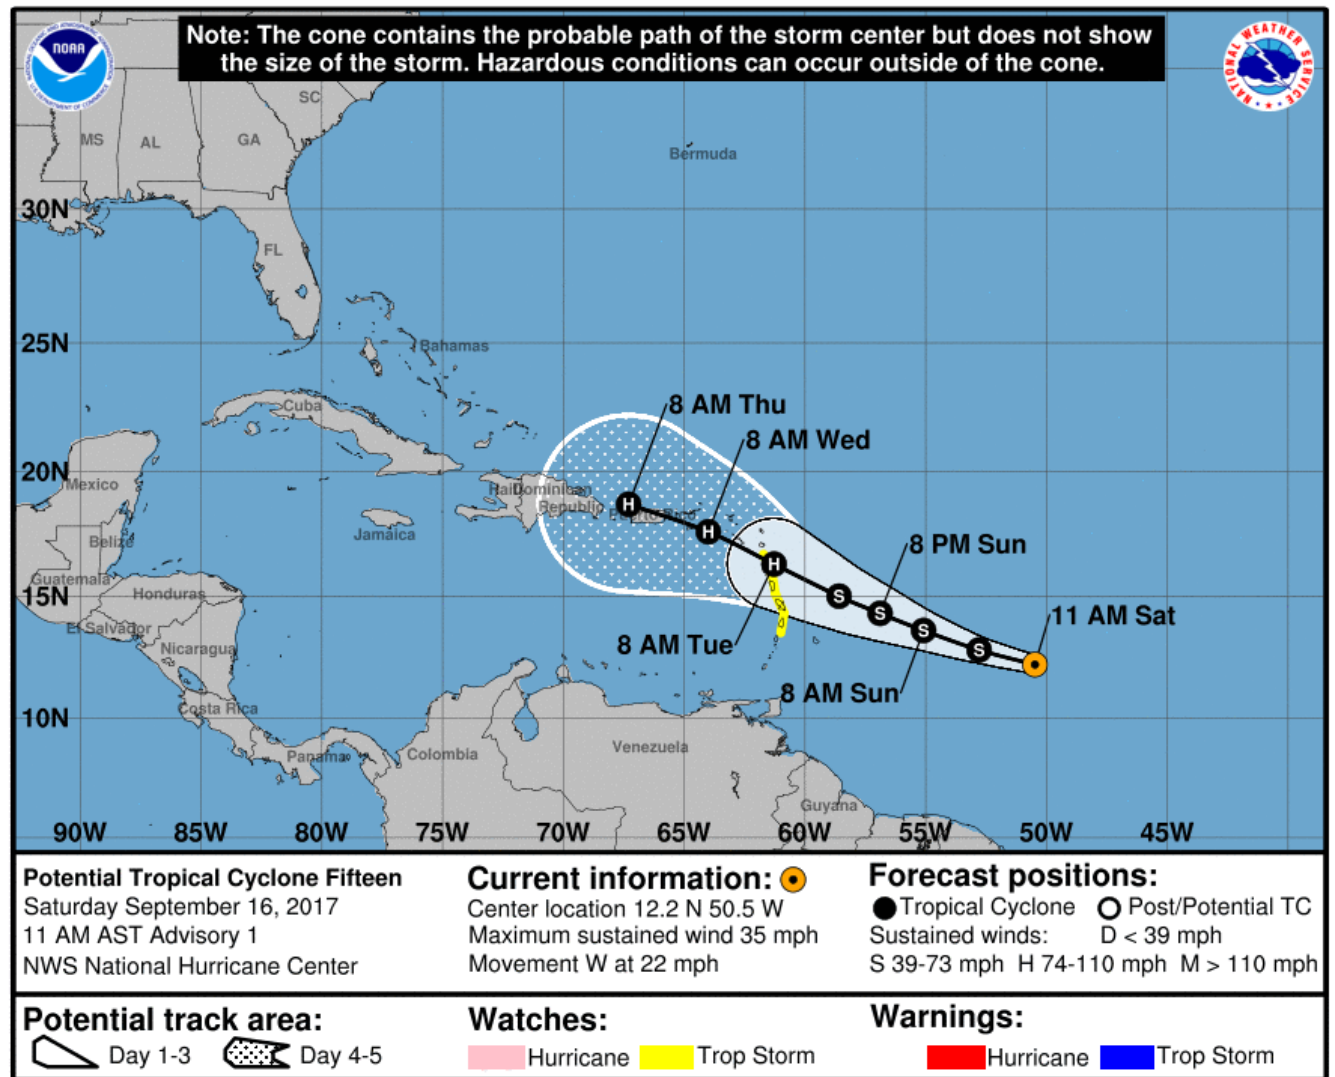 Note: The cone contains the probable path of the storm center but does not show
the size of the storm. Hazardous conditions can occur outside of the cone.
NOAA
NATIONAL WEATHER SERVICE
SC
MS
AL
GA
Bermuda
30N
FL
25N
Bahamas
8 AM Thu
Cuba
8 AM Wed
20N
Mexico
Haiti
Dominican
Republic
Puerto Rico
Jamaica
Belize
8 PM Sun
Guatemala
15N
Honduras
H
H
H
S
S
S
S
11 AM Sat
El Salvador
8 AM Tue
Nicaragua
8 AM Sun
Costa Rica
10N
Panama
Colombia
Venezuela
Guyana
90W 85W 80W 75W 70W 65W 60W 55W 50W 45W
Potential Tropical Cyclone Fifteen
Saturday September 16, 2017
11 AM AST Advisory 1
NWS National Hurricane Center
Current information:
Center location 12.2 N 50.5 W
Maximum sustained wind 35 mph
Movement W at 22 mph
Forecast positions:
Tropical Cyclone Post/Potential TC
Sustained winds: D < 39 mph
S 39-73 mph H 74-110 mph M > 110 mph
Potential track area:
Day 1-3 Day 4-5
Watches:
Hurricane Trop Storm
Warnings:
Hurricane Trop Storm